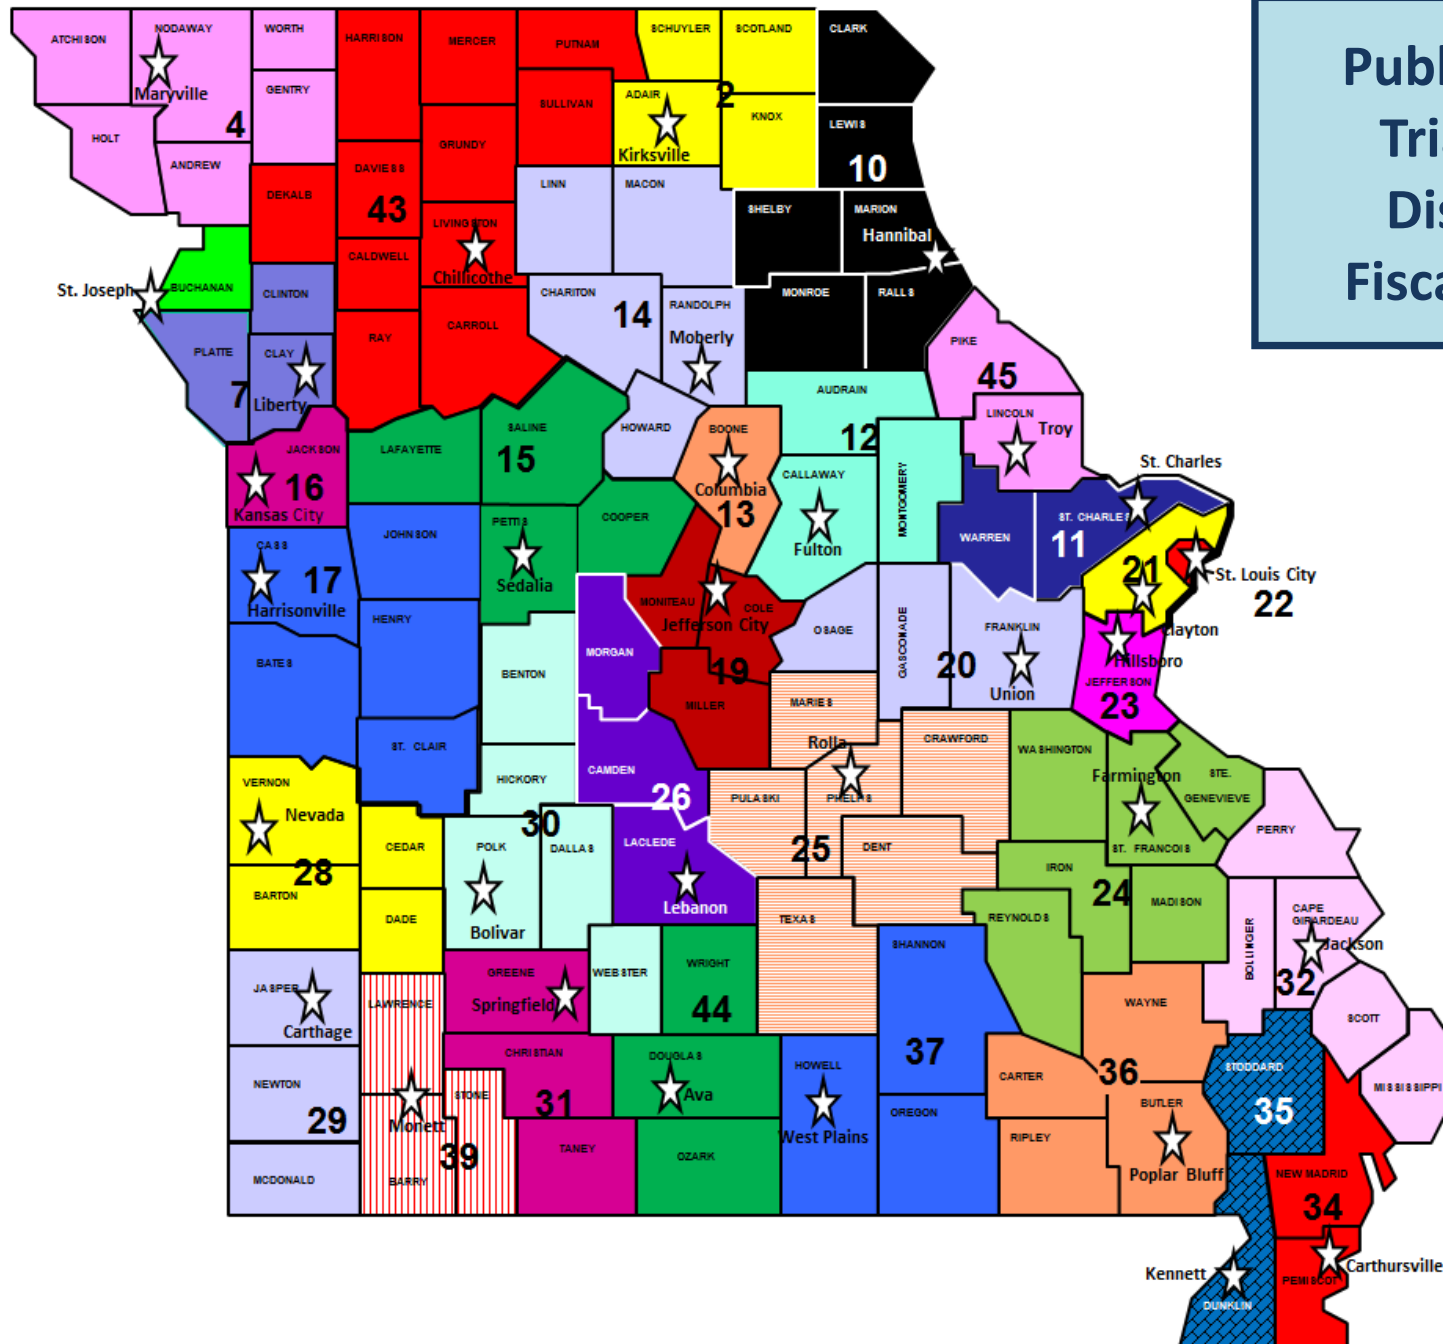 Publ
Tri
Dis
Fisca
ATCHISON
NODAWAY
WORTH
HARRISON
MERCER
PUTNAM
SCHUYLER
SCOTLAND
CLARK
Maryville
GENTRY
SULLIVAN
ADAIR
2
KNOX
LEWIS
HOLT
4
GRUNDY
Kirksville
10
ANDREW
DAVIESS
DEKALB
43
LINN
MACON
SHELBY
MARION
LIVINGSTON
Hannibal
CALDWELL
Chillicothe
St. Joseph
BUCHANAN
CLINTON
CHARITON
RANDOLPH
MONROE
RALLS
14
Moberly
PLATTE
CLAY
RAY
CARROLL
PIKE
7
Liberty
45
AUDRAIN
LINCOLN
Troy
JACKSON
LAFAYETTE
SALINE
HOWARD
BOONE
12
16
15
Columbia
CALLAWAY
MONTGOMERY
St. Charles
Kansas City
13
PETTIS
COOPER
ST. CHARLES
CASS
JOHNSON
Fulton
WARREN
11
17
Sedalia
21
St. Louis City
22
Harrisonville
MONITEAU
COLE
Jefferson City
HENRY
OSAGE
GASCONADE
FRANKLIN
Clayton
BATES
BENTON
MORGAN
19
20
Union
Hillsboro
JEFFERSON
23
MILLER
MARIES
ST. CLAIR
Rolla
CRAWFORD
WASHINGTON
HICKORY
CAMDEN
26
PULASKI
PHELPS
Farmington
STE.
GENEVIEVE
VERNON
Nevada
30
CEDAR
POLK
DALLAS
LACLEDE
25
DENT
ST. FRANCOIS
PERRY
28
BARTON
IRON
24
MADISON
DADE
Bolivar
Lebanon
TEXAS
REYNOLDS
BOLLINGER
CAPE
GIRARDEAU
Jackson
JASPER
GREENE
WEBSTER
WRIGHT
SHANNON
32
Carthage
LAWRENCE
Springfield
44
WAYNE
SCOTT
CHRISTIAN
DOUGLAS
HOWELL
37
STODDARD
NEWTON
STONE
Ava
CARTER
36
MISSISSIPPI
29
Monett
31
West Plains
OREGON
BUTLER
35
39
TANEY
OZARK
RIPLEY
Poplar Bluff
NEW MADRID
MCDONALD
BARRY
34
Kennett
Carthursville
PEMISCOT
DUNKLIN